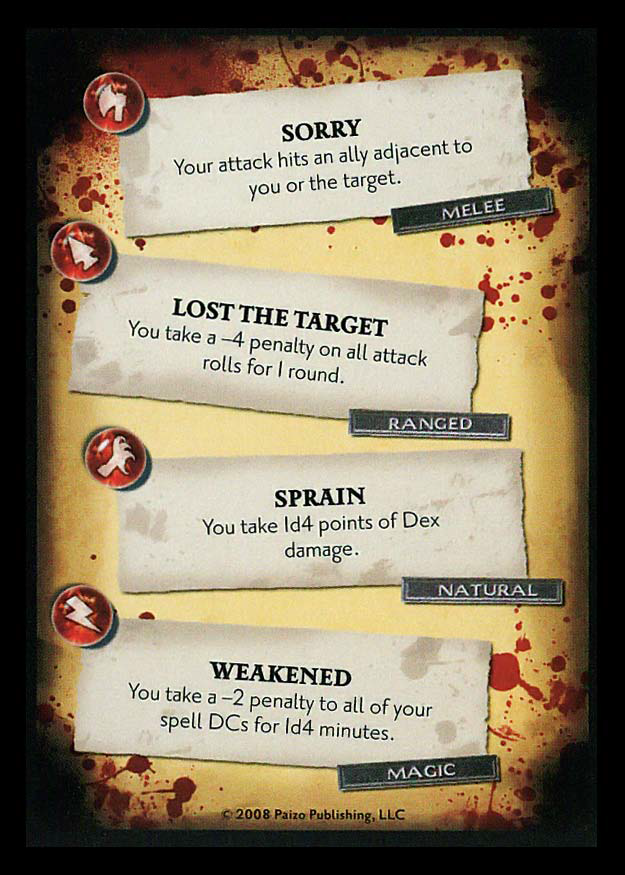 SORRY
Your attack hits an ally adjacent to
you or the target.
MELEE
LOST THE TARGET
You take a –4 penalty on all attack
rolls for 1 round.
RANGED
SPRAIN
You take 1d4 points of Dex
damage.
NATURAL
WEAKENED
You take a –2 penalty to all of your
spell DCs for 1d4 minutes.
MAGIC
© 2008 Paizo Publishing, LLC